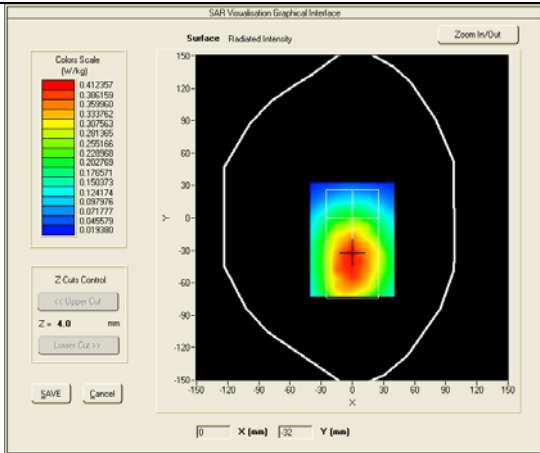 SAR Visualisation Graphical Interface
Surface Radiated Intensity
Zoom In/Out
Colors Scale
(W/kg)
0.412357
0.386159
0.359960
0.333762
0.307563
0.281365
0.255166
0.228968
0.202769
0.176571
0.150373
0.124174
0.097976
0.071777
0.045579
0.019380
Z-Cuts Control
<< Upper Cut
Z = 4.0 mm
Lower Cut >>
SAVE Cancel
150-
120-
90-
60-
30-
0-
-30-
-60-
-90-
-120-
-150-
Y
-150 -120 -90 -60 -30 0 30 60 90 120 150
X
0 X (mm) -32 Y (mm)